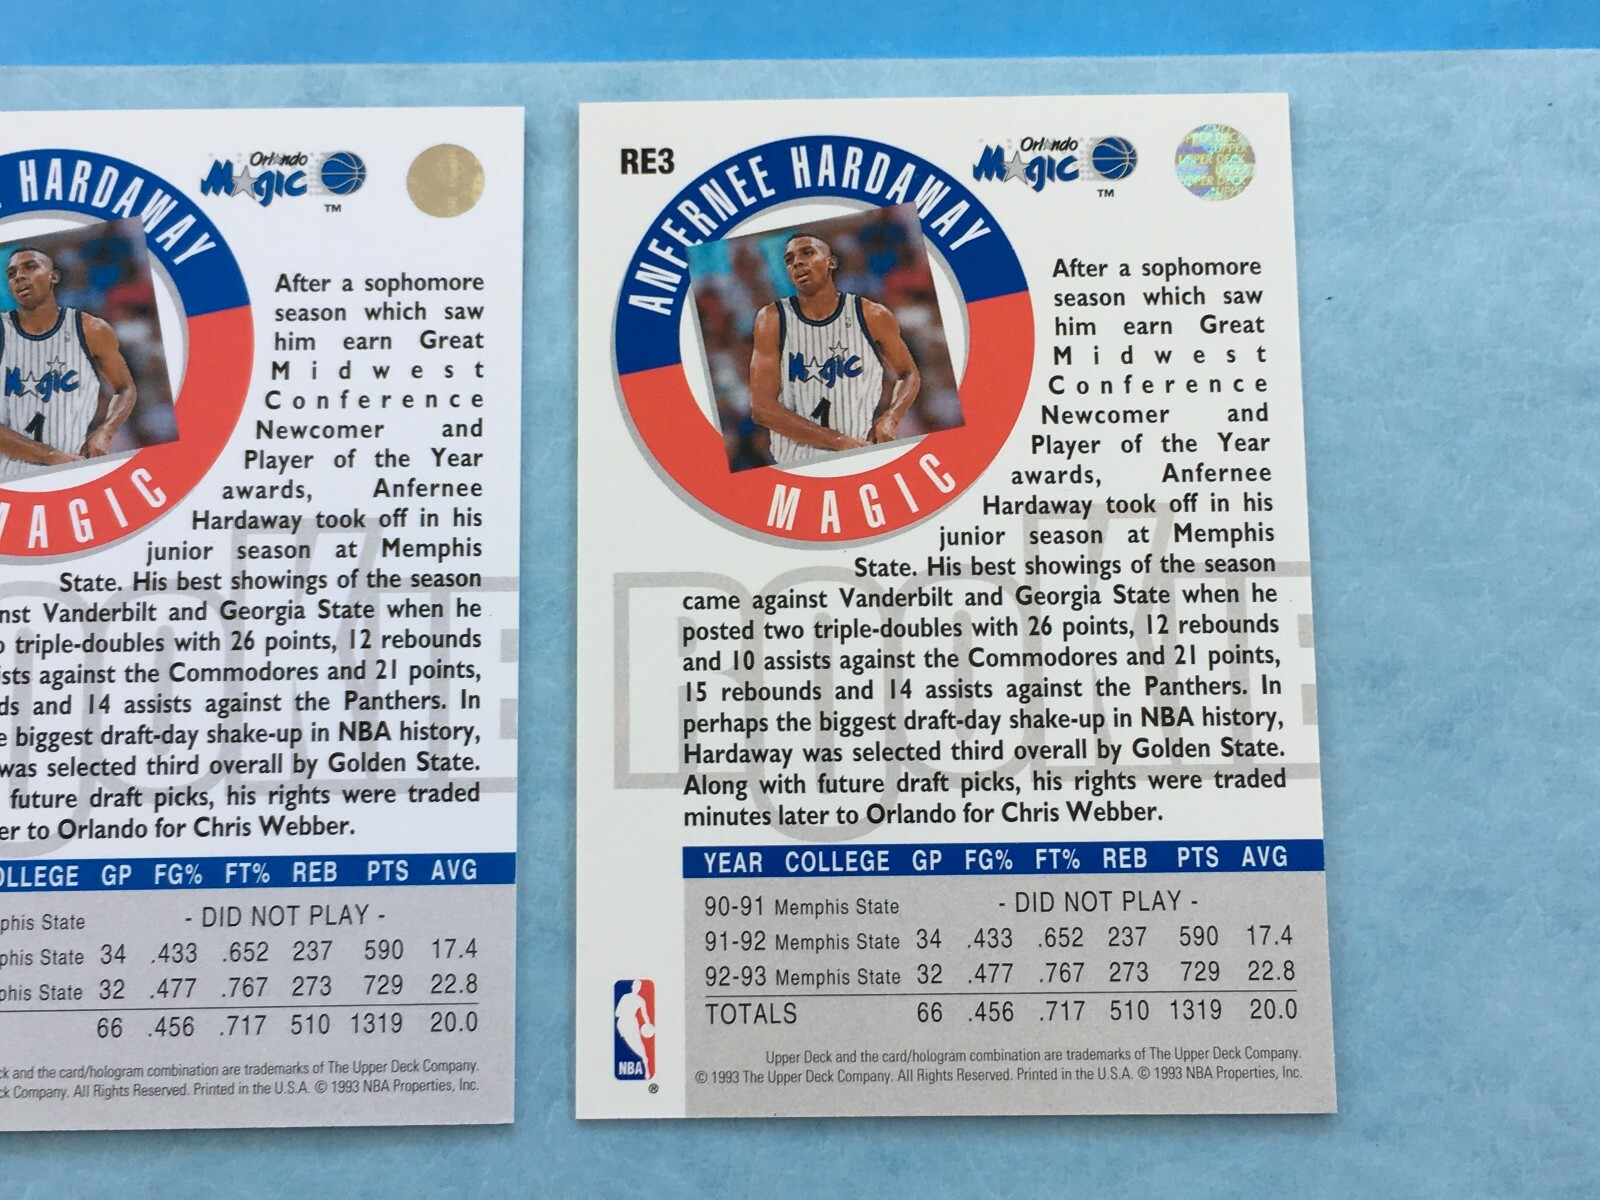 HARDAWAY
MAGIC
Orlando
Magic
TM
After a sophomore
season which saw
him earn Great
Midwest
Conference
Newcomer and
Player of the Year
awards, Anfernee
Hardaway took off in his
junior season at Memphis
State. His best showings of the season
Vanderbilt and Georgia State when he
triple-doubles with 26 points, 12 rebounds
against the Commodores and 21 points,
and 14 assists against the Panthers. In
biggest draft-day shake-up in NBA history,
was selected third overall by Golden State.
future draft picks, his rights were traded
to Orlando for Chris Webber.
GP FG% FT% REB PTS AVG
- DID NOT PLAY -
State 34 .433 .652 237 590 17.4
State 32 .477 .767 273 729 22.8
66 .456 .717 510 1319 20.0
and the card/hologram combination are trademarks of The Upper Deck Company.
Company. All Rights Reserved. Printed in the U.S.A. © 1993 NBA Properties, Inc.
RE3
ANFERNEE HARDAWAY
MAGIC
Orlando
Magic
TM
UPPER DECK
Magic
1
After a sophomore
season which saw
him earn Great
Midwest
Conference
Newcomer and
Player of the Year
awards, Anfernee
Hardaway took off in his
junior season at Memphis
State. His best showings of the season
came against Vanderbilt and Georgia State when he
posted two triple-doubles with 26 points, 12 rebounds
and 10 assists against the Commodores and 21 points,
15 rebounds and 14 assists against the Panthers. In
perhaps the biggest draft-day shake-up in NBA history,
Hardaway was selected third overall by Golden State.
Along with future draft picks, his rights were traded
minutes later to Orlando for Chris Webber.
ROOKIE
YEAR COLLEGE GP FG% FT% REB PTS AVG
90-91 Memphis State - DID NOT PLAY -
91-92 Memphis State 34 .433 .652 237 590 17.4
92-93 Memphis State 32 .477 .767 273 729 22.8
TOTALS 66 .456 .717 510 1319 20.0
NBA
®
Upper Deck and the card/hologram combination are trademarks of The Upper Deck Company.
© 1993 The Upper Deck Company. All Rights Reserved. Printed in the U.S.A. © 1993 NBA Properties, Inc.